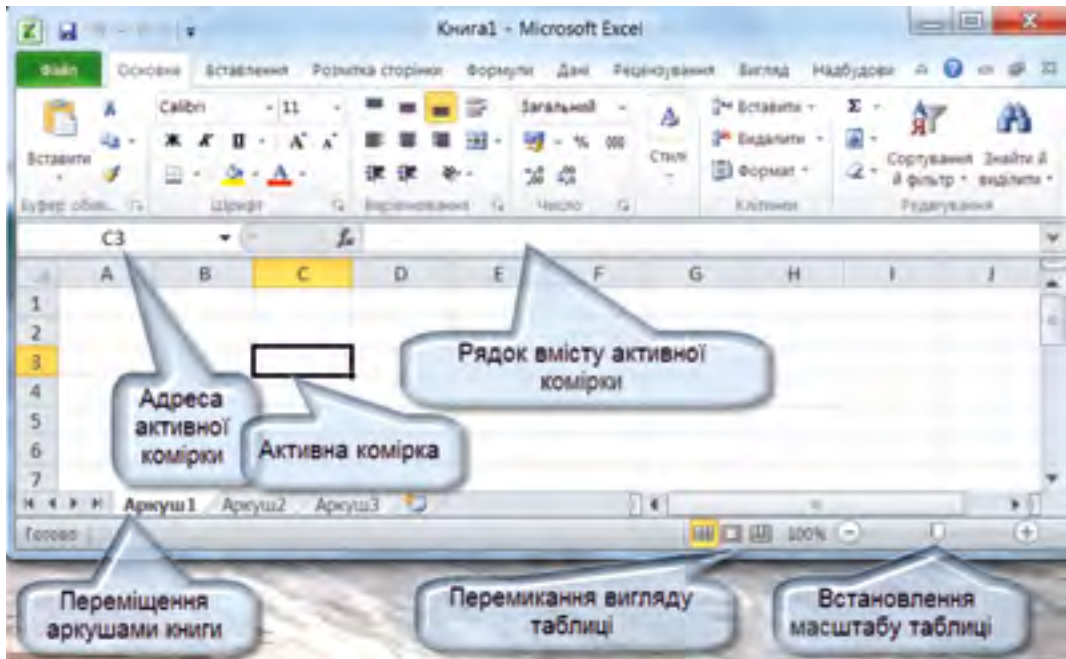 Книга1 - Microsoft Excel
Файл Основне Вставлення Розмітка сторінки Формули Дані Рецензування Вигляд Надбудови
Calibri 11 Загальний Σ
Вставити Ж К П А А % 000 Стилі Вставити Видалити Формат Сортування й фільтр Знайти й виділити
Буфер обм... Шрифт Вирівнювання Число Клітинки Редагування
C3 fx
A B C D E F G H I J
1
2
3
4
5
6
7
Рядок вмісту активної
комірки
Адреса
активної
комірки
Активна комірка
Аркуш1 Аркуш2 Аркуш3
Готово 100%
Переміщення
аркушами книги
Перемикання вигляду
таблиці
Встановлення
масштабу таблиці